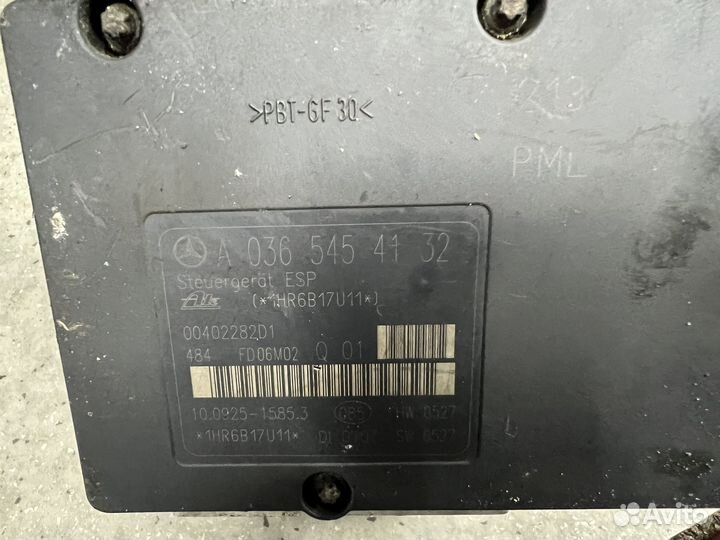 >PBT-GF 30<
213
PML
A 036 545 41 32
Steuergerät ESP
(*1HR6B17U11*)
00402282D1
484 FD06M02 Q 01
10.0925-1585.3 HW 0527
*1HR6B17U11* SW 0527
Avito